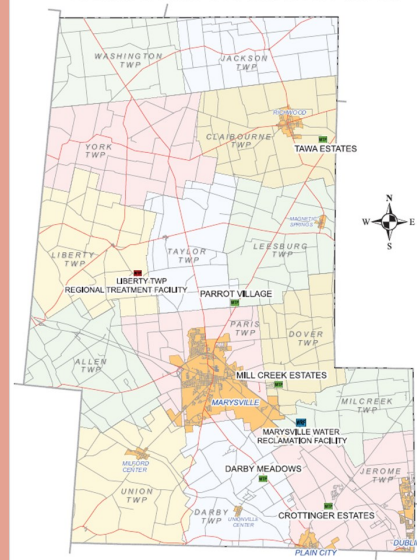 WASHINGTON
TWP
JACKSON
TWP
RICHWOOD
CLAIBOURNE
TWP
TAWA ESTATES
YORK
TWP
MAGNETIC
SPRINGS
N
W E
S
LIBERTY
TWP
TAYLOR
TWP
LEESBURG
TWP
LIBERTY TWP
REGIONAL TREATMENT FACILITY
PARROT VILLAGE
PARIS
TWP
DOVER
TWP
ALLEN
TWP
MILL CREEK ESTATES
MARYSVILLE
MILCREEK
TWP
MARYSVILLE WATER
RECLAMATION FACILITY
MILFORD
CENTER
DARBY MEADOWS
JEROME
TWP
UNION
TWP
DARBY
TWP
UNIONVILLE
CENTER
CROTTINGER ESTATES
PLAIN CITY
DUBLI